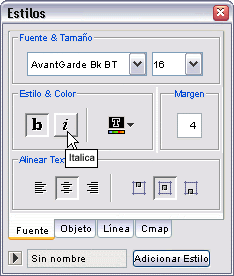 Estilos
Fuente & Tamaño
AvantGarde Bk BT 16
Estilo & Color Margen
b i T 4
Italica
Alinear Tex
Fuente Objeto Línea Cmap
Sin nombre Adicionar Estilo